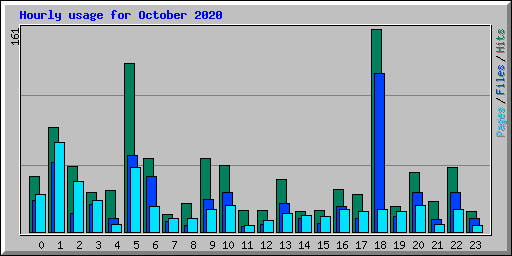 Hourly usage for October 2020
161
Pages / Files / Hits
0 1 2 3 4 5 6 7 8 9 10 11 12 13 14 15 16 17 18 19 20 21 22 23